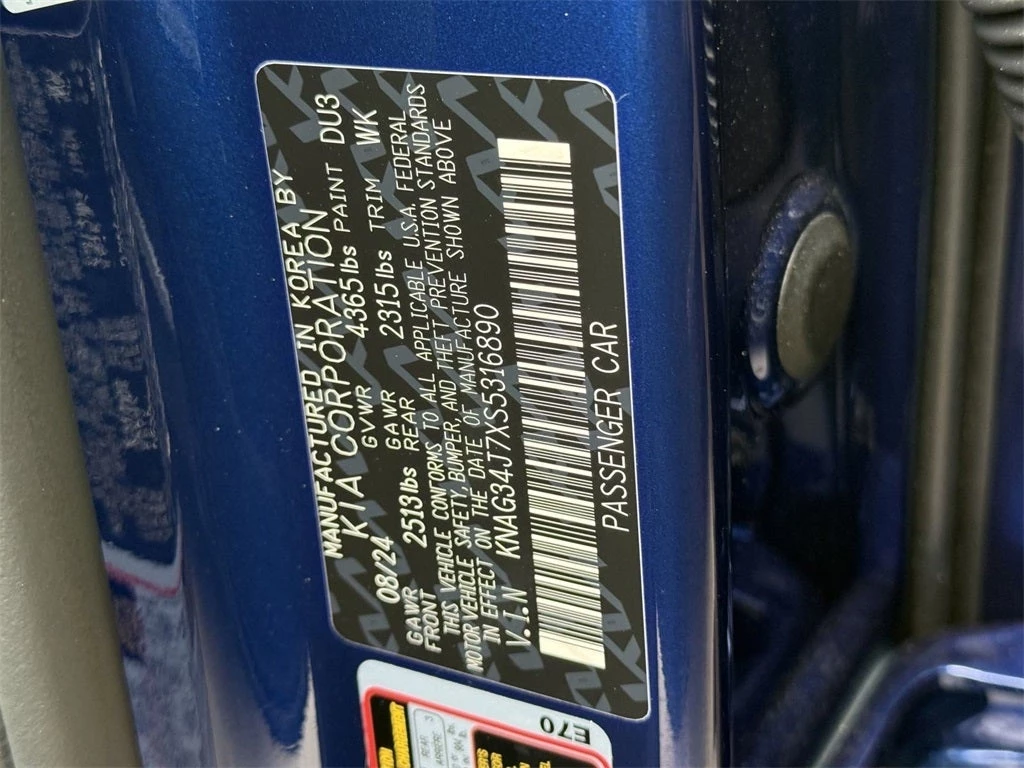 MANUFACTURED IN KOREA BY
KIA CORPORATION
08/24 GVWR 4365lbs PAINT DU3
GAWR FRONT 2513lbs GAWR REAR 2315lbs TRIM WK
THIS VEHICLE CONFORMS TO ALL APPLICABLE U.S.A. FEDERAL
MOTOR VEHICLE SAFETY, BUMPER, AND THEFT PREVENTION STANDARDS
IN EFFECT ON THE DATE OF MANUFACTURE SHOWN ABOVE
V.I.N KNAG34J7XS5316890
PASSENGER CAR
E70
REAR 3